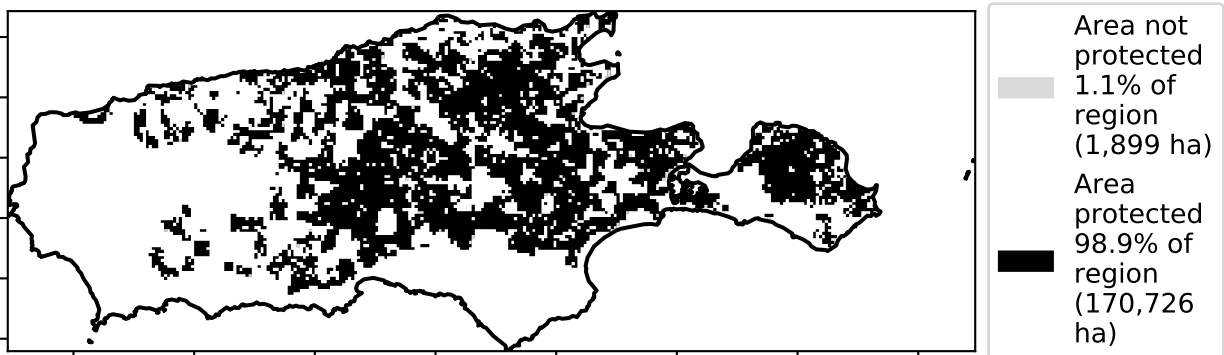 Area not
protected
1.1% of
region
(1,899 ha)
Area
protected
98.9% of
region
(170,726
ha)